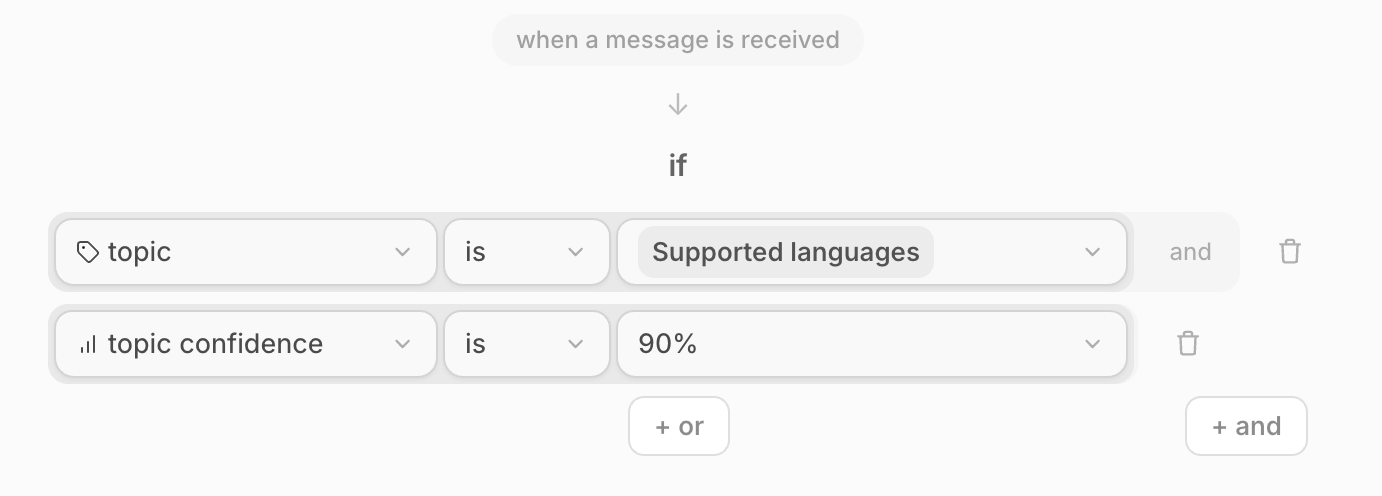 when a message is received
if
topic is Supported languages and
topic confidence is 90%
+ or + and